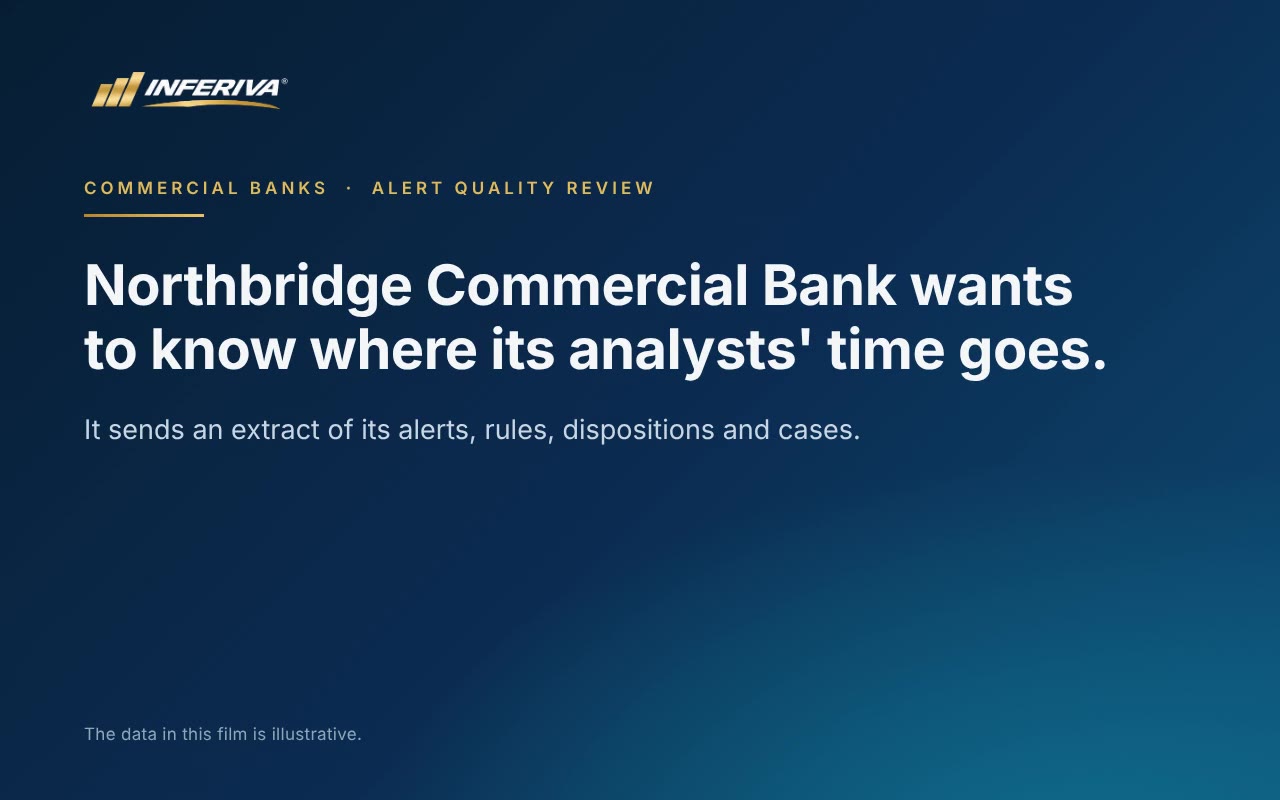 INFERIVA®
COMMERCIAL BANKS · ALERT QUALITY REVIEW
Northbridge Commercial Bank wants
to know where its analysts' time goes.
It sends an extract of its alerts, rules, dispositions and cases.
The data in this film is illustrative.